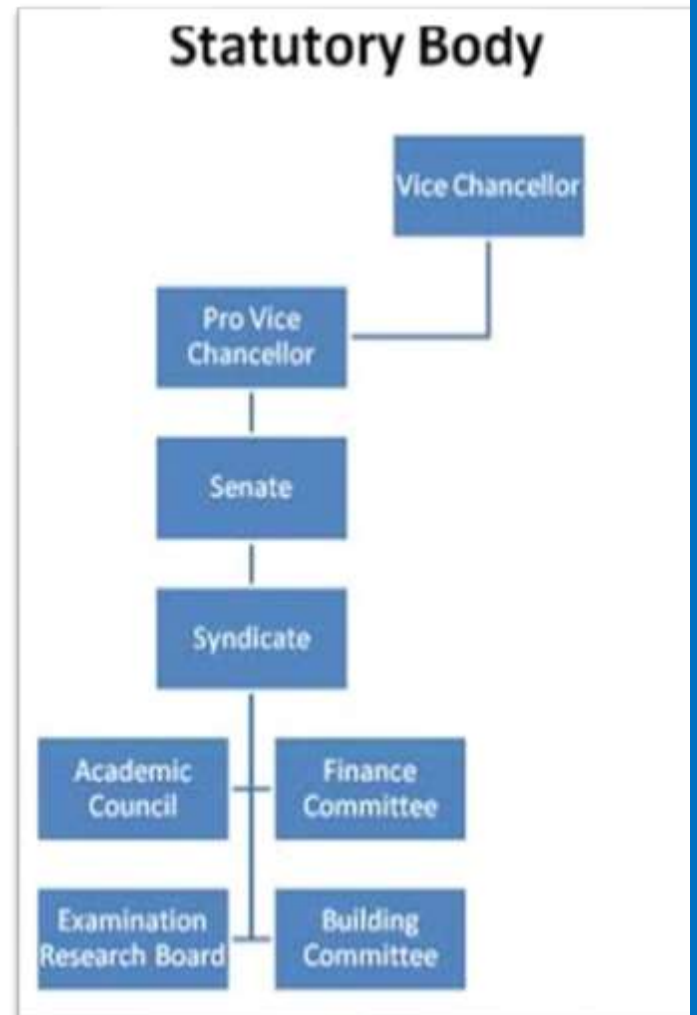 Statutory Body
Vice Chancellor
Pro Vice
Chancellor
Senate
Syndicate
Academic
Council
Finance
Committee
Examination
Research Board
Building
Committee